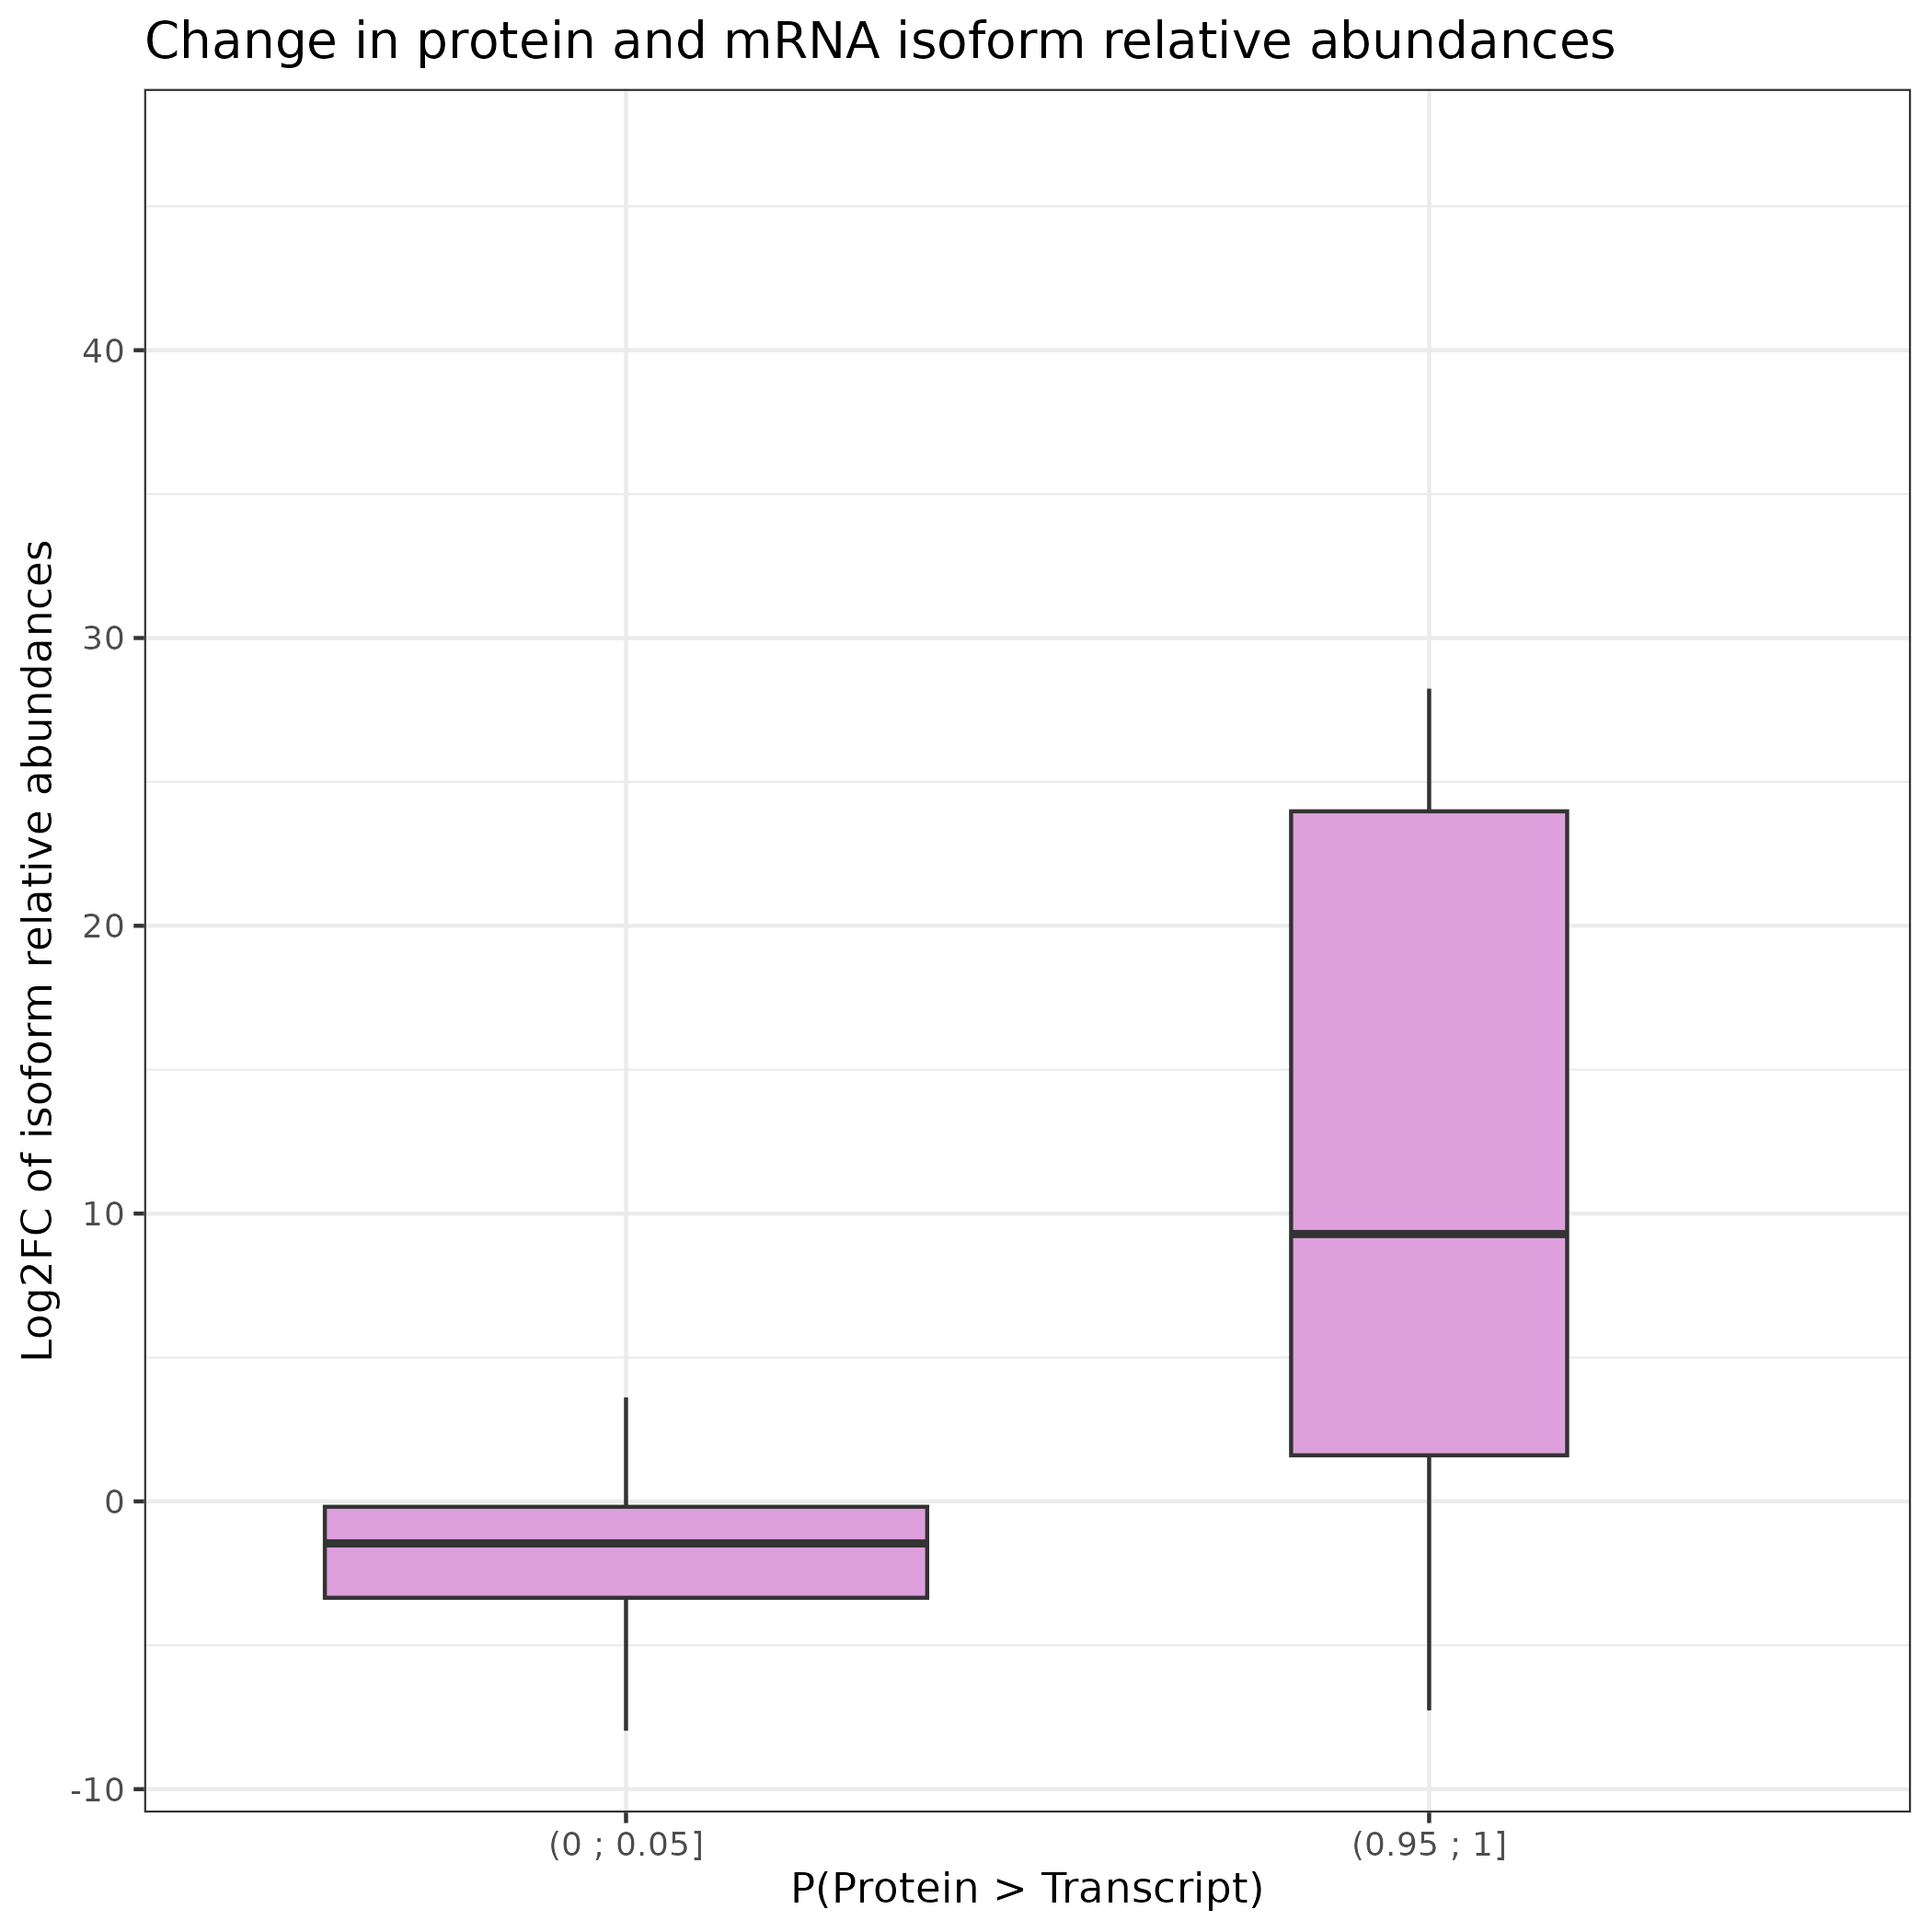 Change in protein and mRNA isoform relative abundances
Log2FC of isoform relative abundances
40
30
20
10
0
-10
(0 ; 0.05]
(0.95 ; 1]
P(Protein > Transcript)